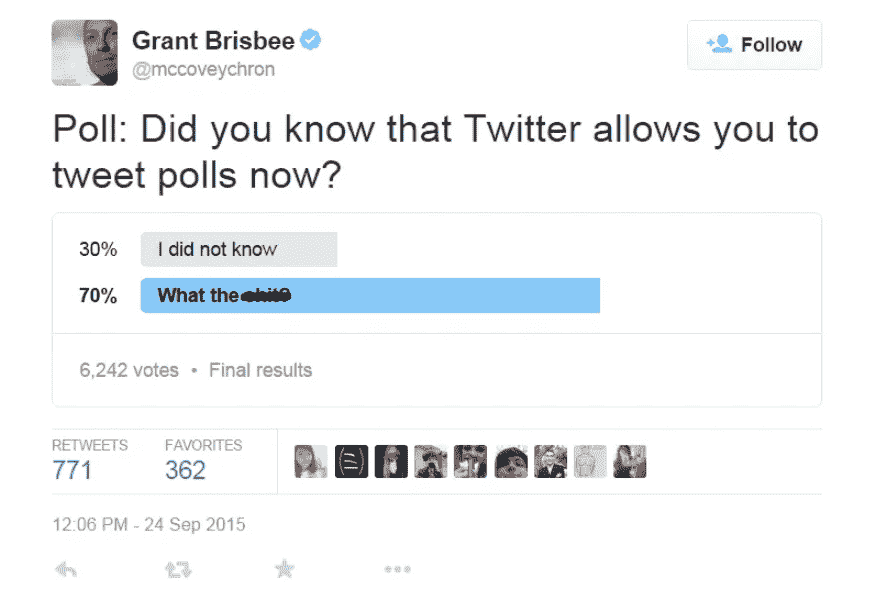 Grant Brisbee
@mccoveychron
Follow
Poll: Did you know that Twitter allows you to
tweet polls now?
30% I did not know
70% What the
6,242 votes • Final results
RETWEETS FAVORITES
771 362
12:06 PM - 24 Sep 2015